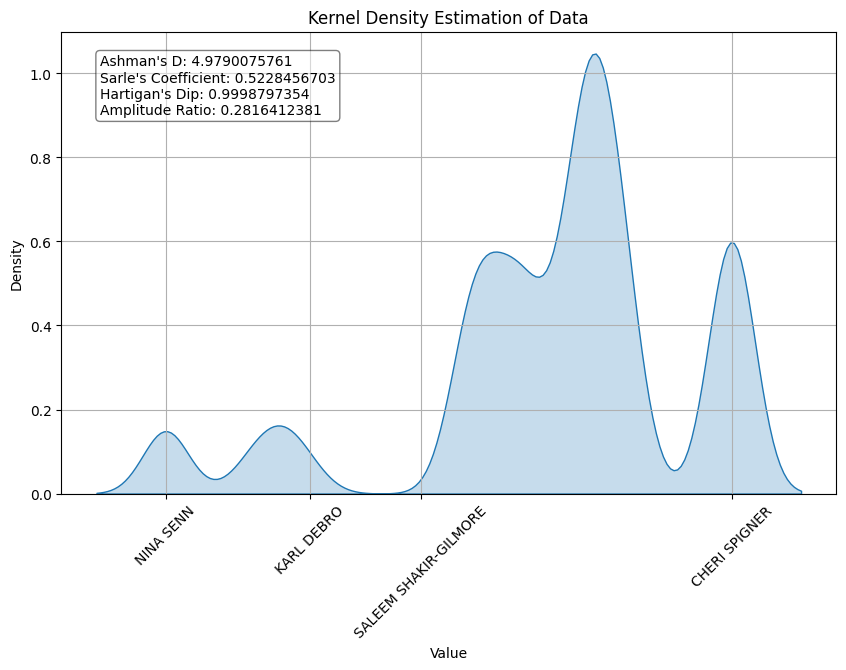 Kernel Density Estimation of Data
Ashman's D: 4.9790075761
Sarle's Coefficient: 0.5228456703
Hartigan's Dip: 0.9998797354
Amplitude Ratio: 0.2816412381
1.0
0.8
0.6
0.4
0.2
0.0
Density
NINA SENN
KARL DEBRO
SALEEM SHAKIR-GILMORE
CHERI SPIGNER
Value